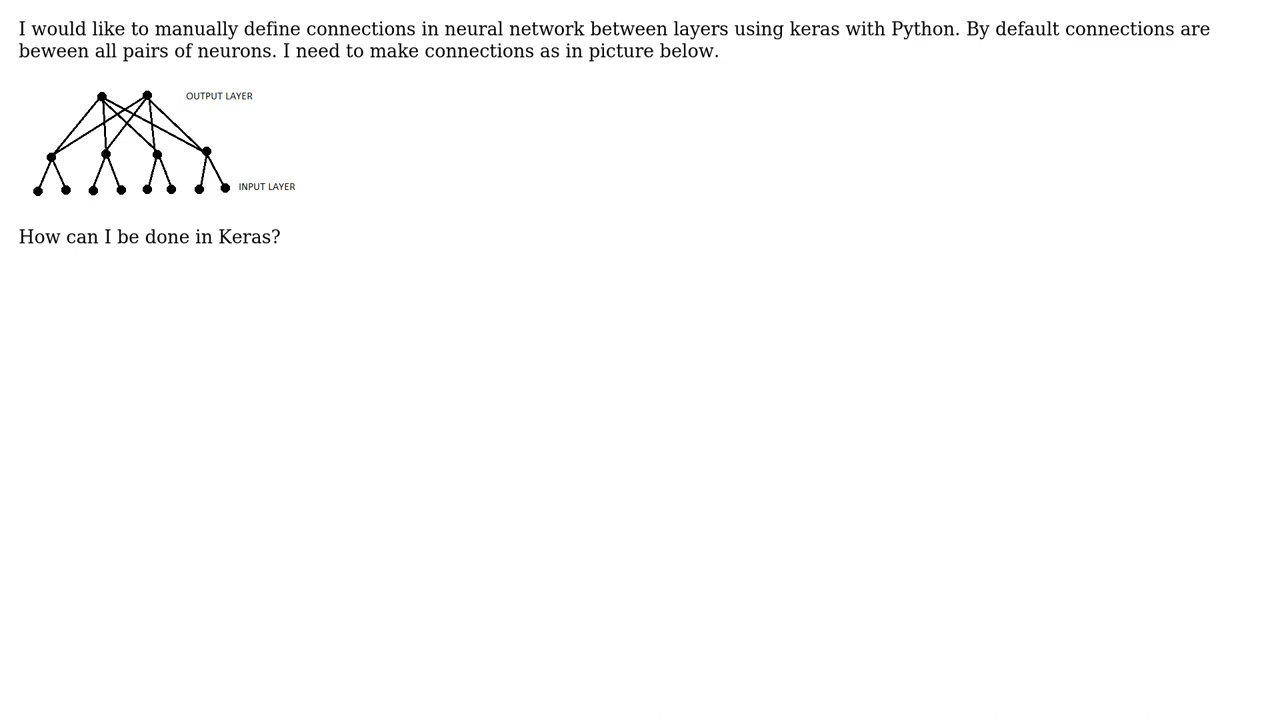 I would like to manually define connections in neural network between layers using keras with Python. By default connections are
beween all pairs of neurons. I need to make connections as in picture below.
OUTPUT LAYER
INPUT LAYER
How can I be done in Keras?